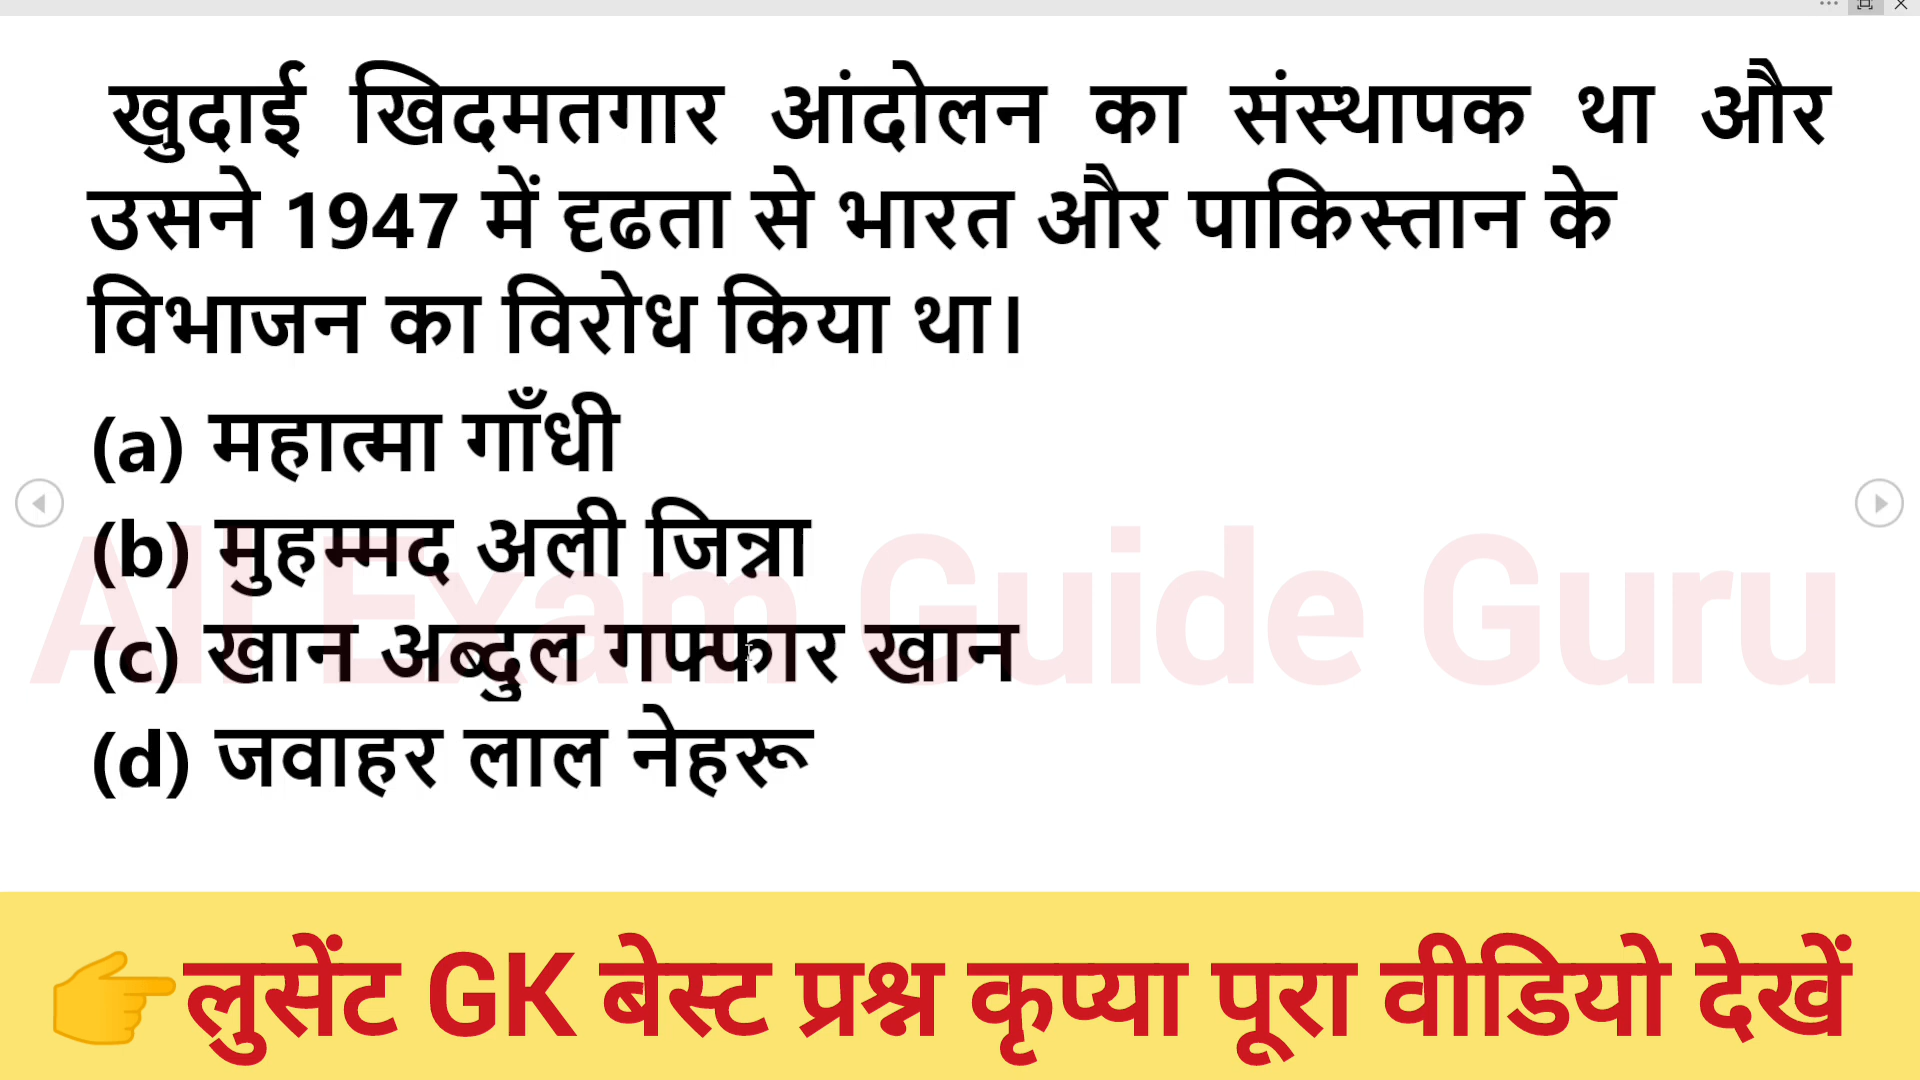 खुदाई खिदमतगार आंदोलन का संस्थापक था और
उसने 1947 में दृढता से भारत और पाकिस्तान के
विभाजन का विरोध किया था।
(a) महात्मा गाँधी
(b) मुहम्मद अली जिन्ना
(c) खान अब्दुल गफ्फार खान
(d) जवाहर लाल नेहरू
All Exam Guide Guru
लुसेंट GK बेस्ट प्रश्न कृप्या पूरा वीडियो देखें